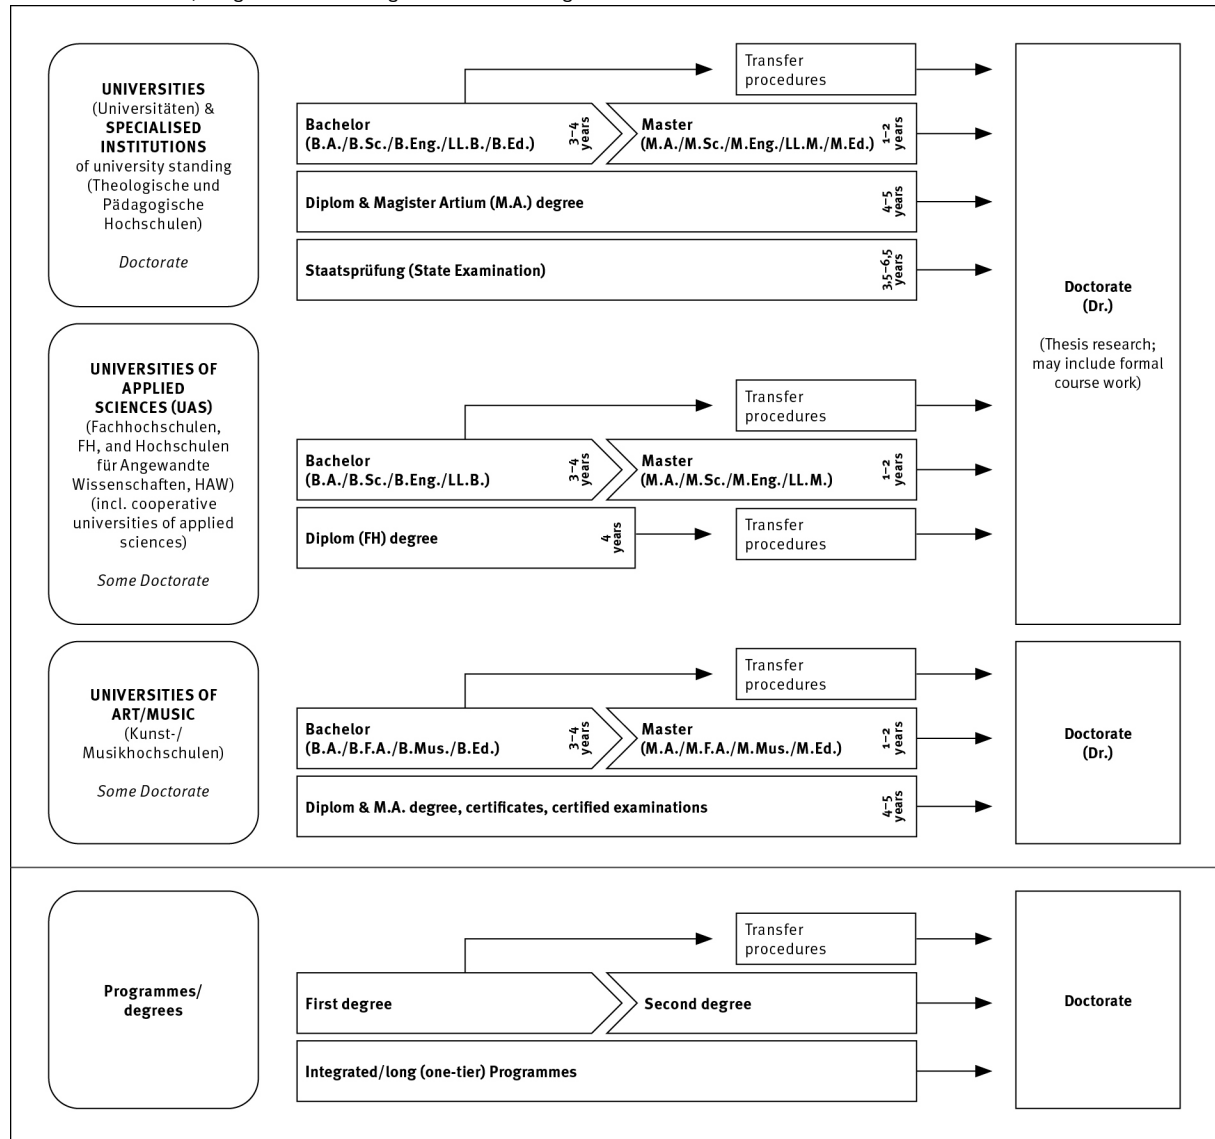 UNIVERSITIES
(Universitäten) &
SPECIALISED
INSTITUTIONS
of university standing
(Theologische und
Pädagogische
Hochschulen)
Doctorate
Transfer
procedures
Bachelor
(B.A./B.Sc./B.Eng./LL.B./B.Ed.)
3–4
years
Master
(M.A./M.Sc./M.Eng./LL.M./M.Ed.)
1–2
years
Diplom & Magister Artium (M.A.) degree
4–5
years
Staatsprüfung (State Examination)
3,5–6,5
years
Doctorate
(Dr.)
(Thesis research;
may include formal
course work)
UNIVERSITIES OF
APPLIED
SCIENCES (UAS)
(Fachhochschulen,
FH, and Hochschulen
für Angewandte
Wissenschaften, HAW)
(incl. cooperative
universities of applied
sciences)
Some Doctorate
Transfer
procedures
Bachelor
(B.A./B.Sc./B.Eng./LL.B.)
3–4
years
Master
(M.A./M.Sc./M.Eng./LL.M.)
1–2
years
Diplom (FH) degree
4
years
Transfer
procedures
UNIVERSITIES OF
ART/MUSIC
(Kunst-/
Musikhochschulen)
Some Doctorate
Transfer
procedures
Bachelor
(B.A./B.F.A./B.Mus./B.Ed.)
3–4
years
Master
(M.A./M.F.A./M.Mus./M.Ed.)
1–2
years
Diplom & M.A. degree, certificates, certified examinations
4–5
years
Doctorate
(Dr.)
Programmes/
degrees
Transfer
procedures
First degree
Second degree
Integrated/long (one-tier) Programmes
Doctorate